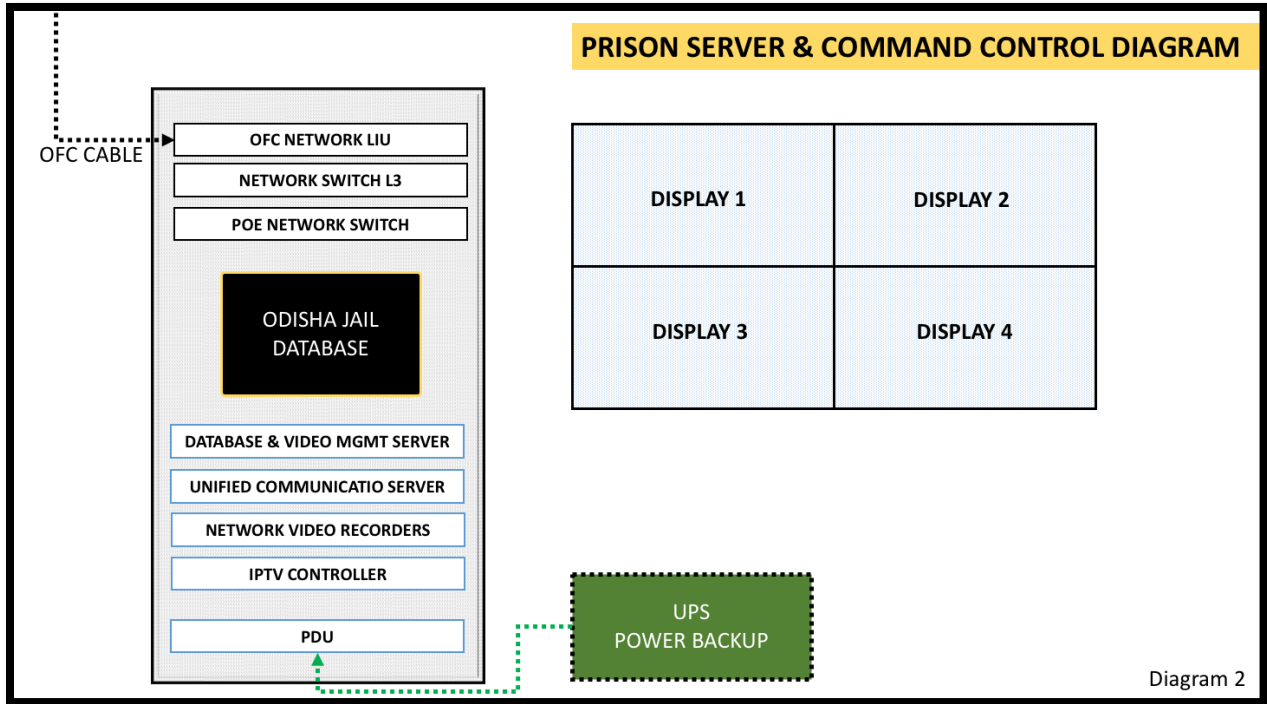 PRISON SERVER & COMMAND CONTROL DIAGRAM
OFC CABLE
OFC NETWORK LIU
NETWORK SWITCH L3
POE NETWORK SWITCH
ODISHA JAIL
DATABASE
DATABASE & VIDEO MGMT SERVER
UNIFIED COMMUNICATIO SERVER
NETWORK VIDEO RECORDERS
IPTV CONTROLLER
PDU
DISPLAY 1
DISPLAY 2
DISPLAY 3
DISPLAY 4
UPS
POWER BACKUP
Diagram 2